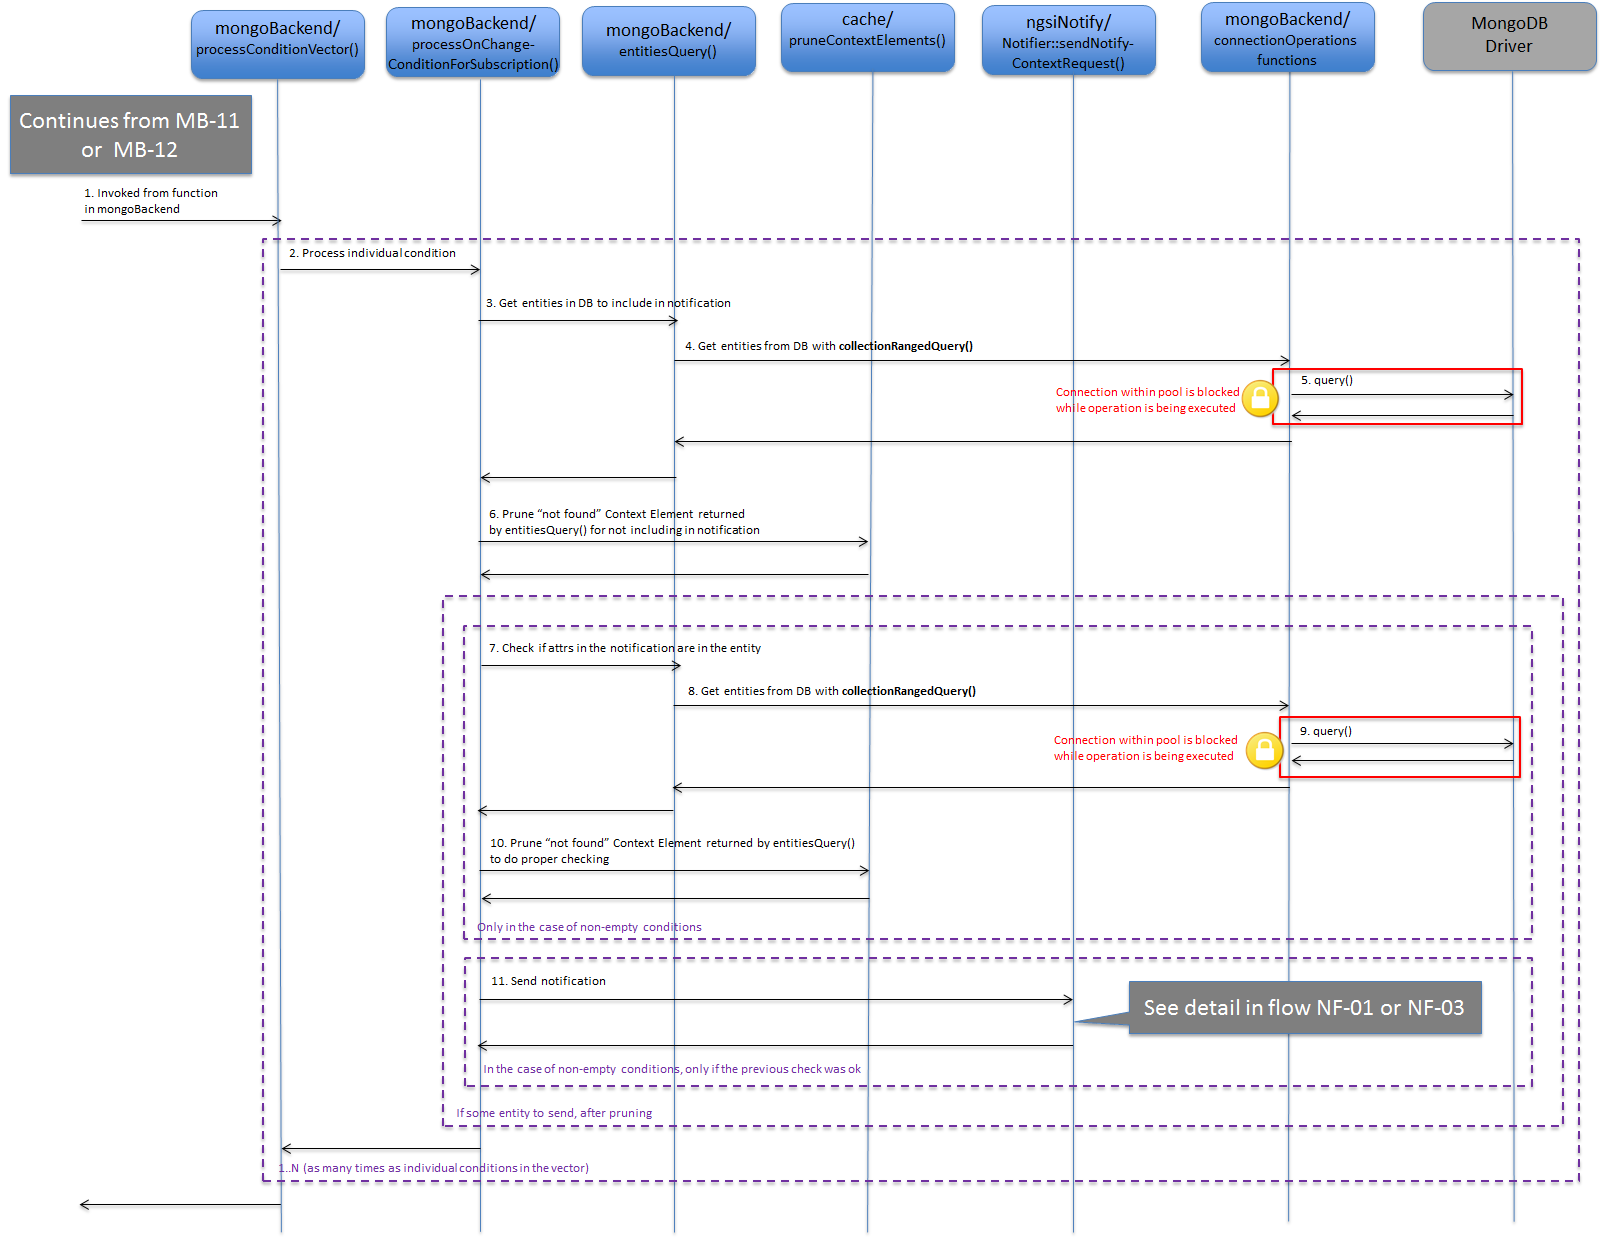 mongoBackend/
processConditionVector()
mongoBackend/
processOnChange-
ConditionForSubscription()
mongoBackend/
entitiesQuery()
cache/
pruneContextElements()
ngsiNotify/
Notifier::sendNotify-
ContextRequest()
mongoBackend/
connectionOperations
functions
MongoDB
Driver
Continues from MB-11
or MB-12
1. Invoked from function
in mongoBackend
2. Process individual condition
3. Get entities in DB to include in notification
4. Get entities from DB with collectionRangedQuery()
5. query()
Connection within pool is blocked
while operation is being executed
6. Prune “not found” Context Element returned
by entitiesQuery() for not including in notification
7. Check if attrs in the notification are in the entity
8. Get entities from DB with collectionRangedQuery()
9. query()
Connection within pool is blocked
while operation is being executed
10. Prune “not found” Context Element returned by entitiesQuery()
to do proper checking
Only in the case of non-empty conditions
11. Send notification
See detail in flow NF-01 or NF-03
In the case of non-empty conditions, only if the previous check was ok
If some entity to send, after pruning
1..N (as many times as individual conditions in the vector)